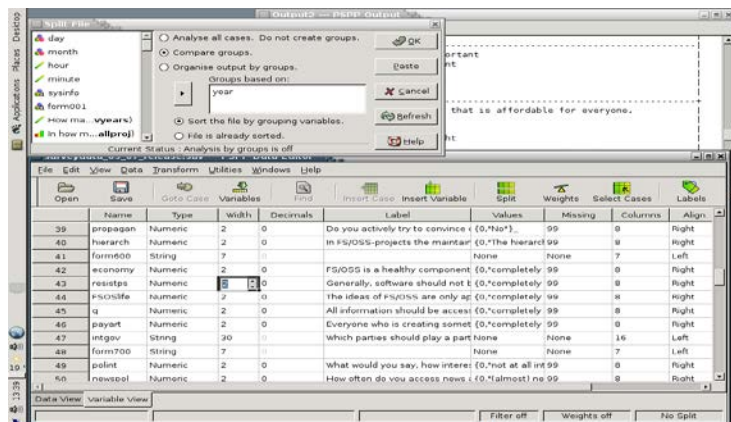 Output2 — PSPP Output
Split File
day
month
hour
minute
sysinfo
form001
How ma...vyears)
In how m...allproj)
Analyse all cases. Do not create groups.
Compare groups.
Organise output by groups.
Groups based on:
year
Sort the file by grouping variables.
File is already sorted.
Current Status : Analysis by groups is off
OK
Paste
Cancel
Refresh
Help
ortant
nt
that is affordable for everyone.
ht
Applications Places Desktop
PSPP Data Editor
File Edit View Data Transform Utilities Windows Help
Open Save Goto Case Variables Find Insert Case Insert Variable Split Weights Select Cases Labels
Name Type Width Decimals Label Values Missing Columns Align
39 propagan Numeric 2 0 Do you actively try to convince {0,"No"}_ 99 8 Right
40 hierarch Numeric 2 0 In FS/OSS-projects the maintair {0,"The hierarch 99 8 Right
41 form600 String 7 0 None None 7 Left
42 economy Numeric 2 0 FS/OSS is a healthy component {0,"completely 99 8 Right
43 resistps Numeric 2 0 Generally, software should not b {0,"completely 99 8 Right
44 FSOSlife Numeric 2 0 The ideas of FS/OSS are only ap {0,"completely 99 8 Right
45 q Numeric 2 0 All information should be acces {0,"completely 99 8 Right
46 payart Numeric 2 0 Everyone who is creating somet {0,"completely 99 8 Right
47 intgov String 30 0 Which parties should play a part None None 16 Left
48 form700 String 7 0 None None 7 Left
49 polint Numeric 2 0 What would you say, how intere {0,"not at all int 99 8 Right
50 newspol Numeric 2 0 How often do you access news {0,"(almost) ne 99 8 Right
Data View Variable View
Filter off Weights off No Split
19
13:39